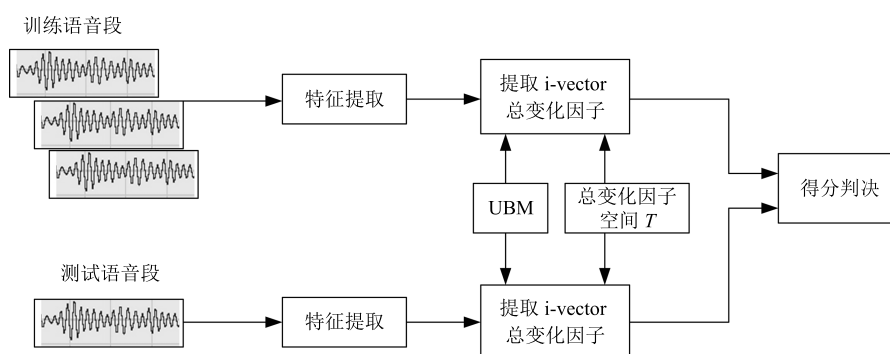 训练语音段
特征提取
提取 i-vector
总变化因子
UBM
总变化因子
空间 T
得分判决
测试语音段
特征提取
提取 i-vector
总变化因子